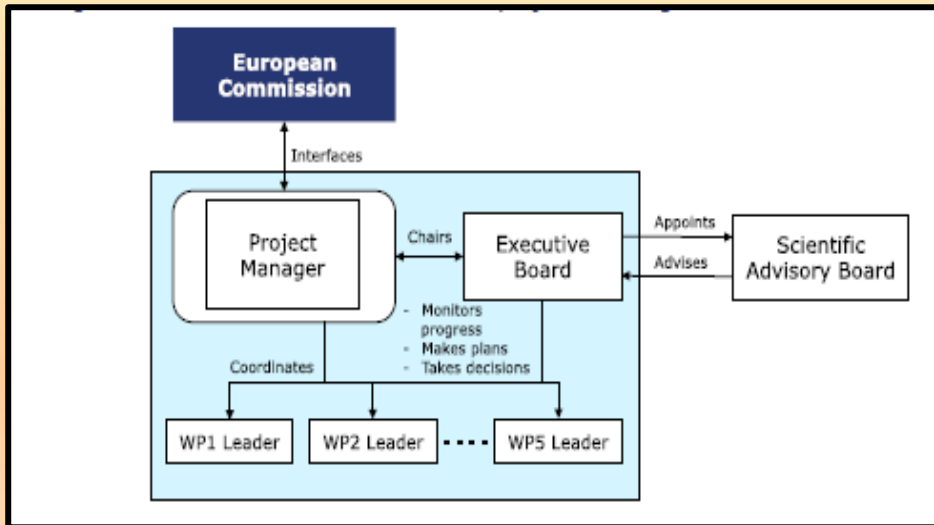 European
Commission
Interfaces
Project
Manager
Chairs
Executive
Board
Appoints
Advises
Scientific
Advisory Board
- Monitors
progress
- Makes plans
- Takes decisions
Coordinates
WP1 Leader
WP2 Leader
WP5 Leader